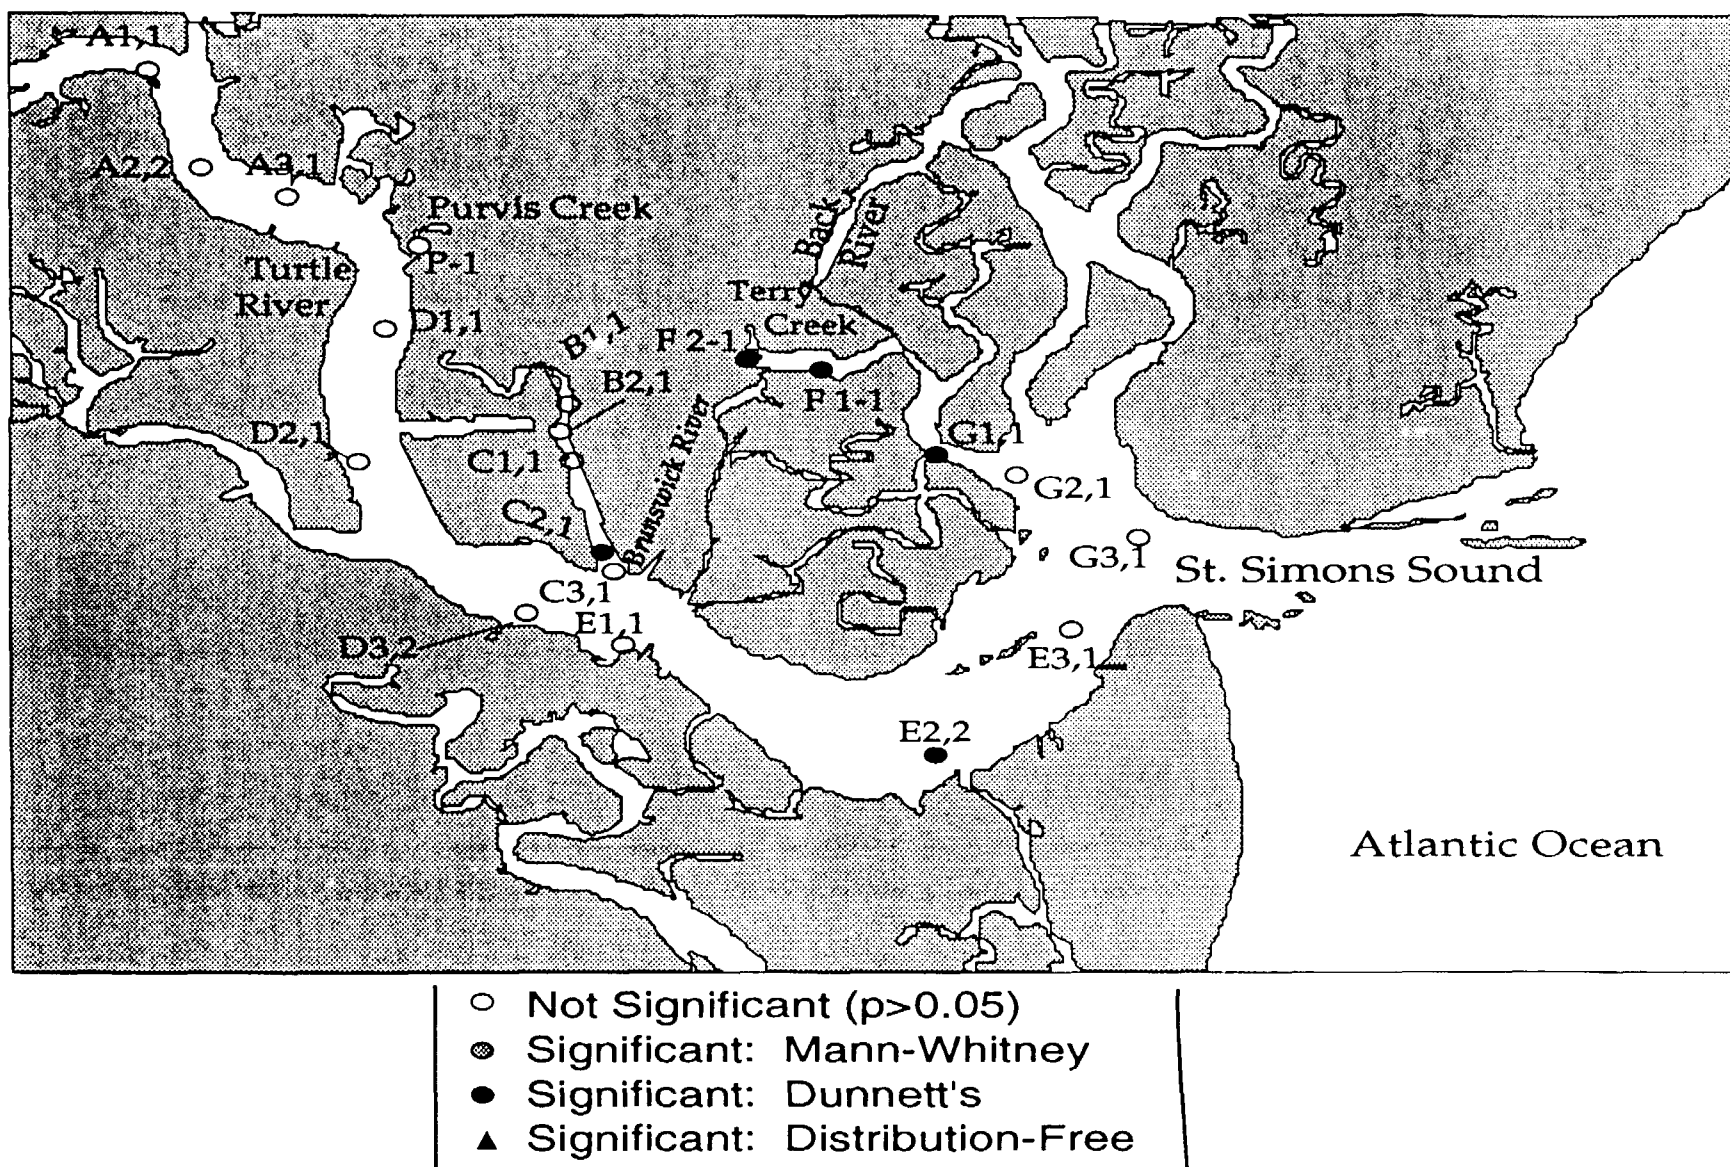 A1,1
A2,2
A3,1
Purvis Creek
P-1
Turtle
River
D1,1
Back
River
Terry
Creek
B1,1
F 2-1
B2,1
F 1-1
D2,1
C1,1
Brunswick River
G1,1
G2,1
C2,1
G3,1
St. Simons Sound
C3,1
E1,1
D3,2
E3,1
E2,2
Atlantic Ocean
Not Significant (p>0.05)
Significant: Mann-Whitney
Significant: Dunnett's
Significant: Distribution-Free